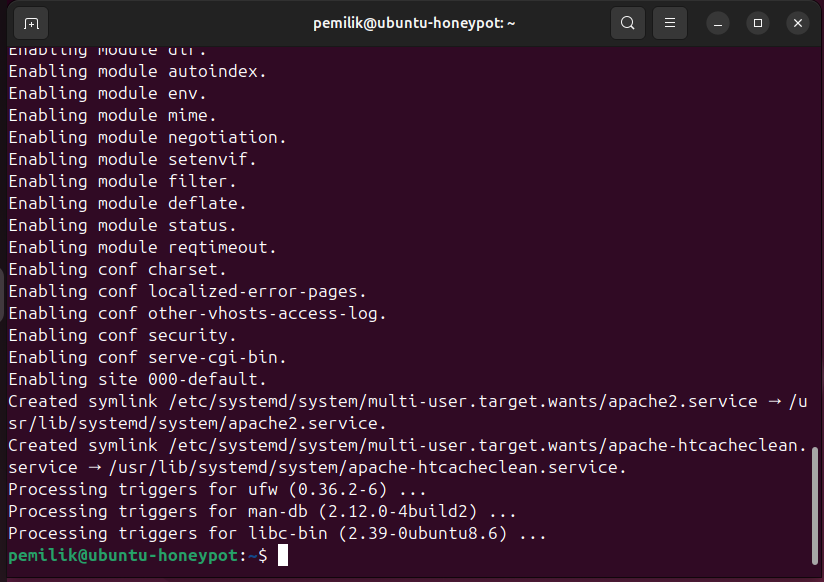 pemilik@ubuntu-honeypot: ~
Enabling module dir.
Enabling module autoindex.
Enabling module env.
Enabling module mime.
Enabling module negotiation.
Enabling module setenvif.
Enabling module filter.
Enabling module deflate.
Enabling module status.
Enabling module reqtimeout.
Enabling conf charset.
Enabling conf localized-error-pages.
Enabling conf other-vhosts-access-log.
Enabling conf security.
Enabling conf serve-cgi-bin.
Enabling site 000-default.
Created symlink /etc/systemd/system/multi-user.target.wants/apache2.service → /u
sr/lib/systemd/system/apache2.service.
Created symlink /etc/systemd/system/multi-user.target.wants/apache-htcacheclean.
service → /usr/lib/systemd/system/apache-htcacheclean.service.
Processing triggers for ufw (0.36.2-6) ...
Processing triggers for man-db (2.12.0-4build2) ...
Processing triggers for libc-bin (2.39-0ubuntu8.6) ...
pemilik@ubuntu-honeypot:~$